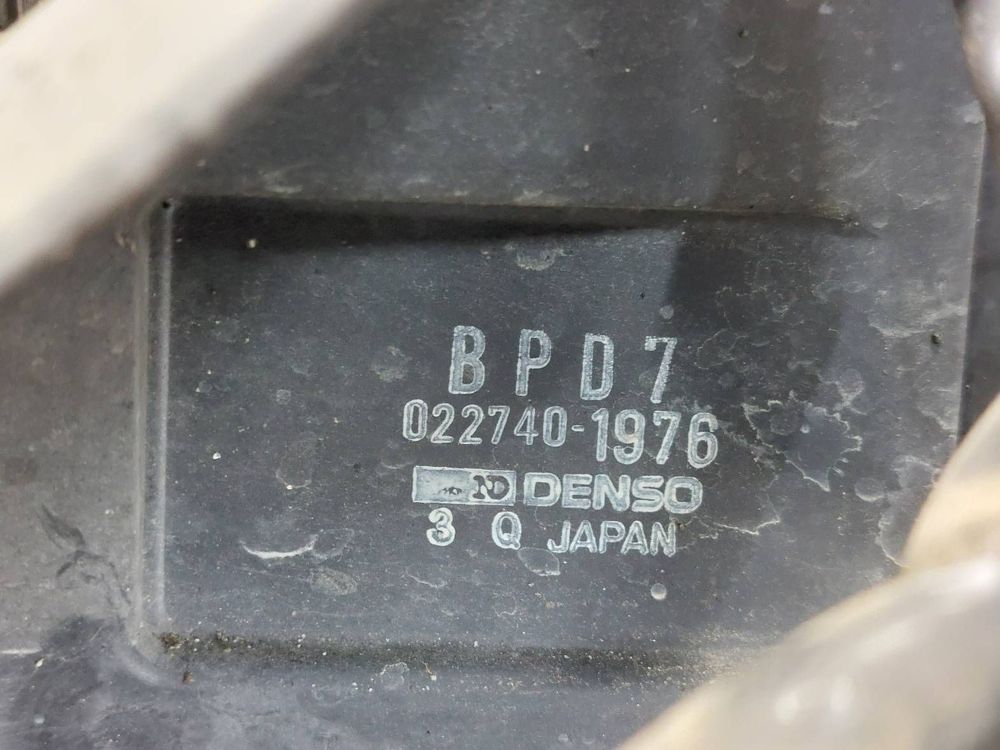 BPD7
022740-1976
ND DENSO
3 Q JAPAN